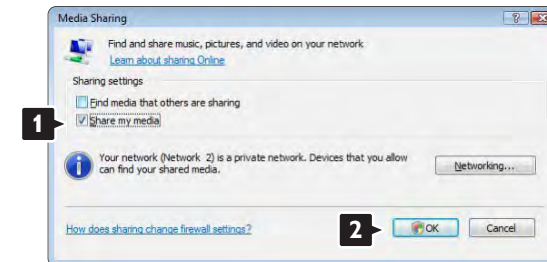 Media Sharing
Find and share music, pictures, and video on your network
Learn about sharing Online
Sharing settings
Find media that others are sharing
1
Share my media
Your network (Network 2) is a private network. Devices that you allow
can find your shared media.
Networking...
How does sharing change firewall settings?
2
OK
Cancel